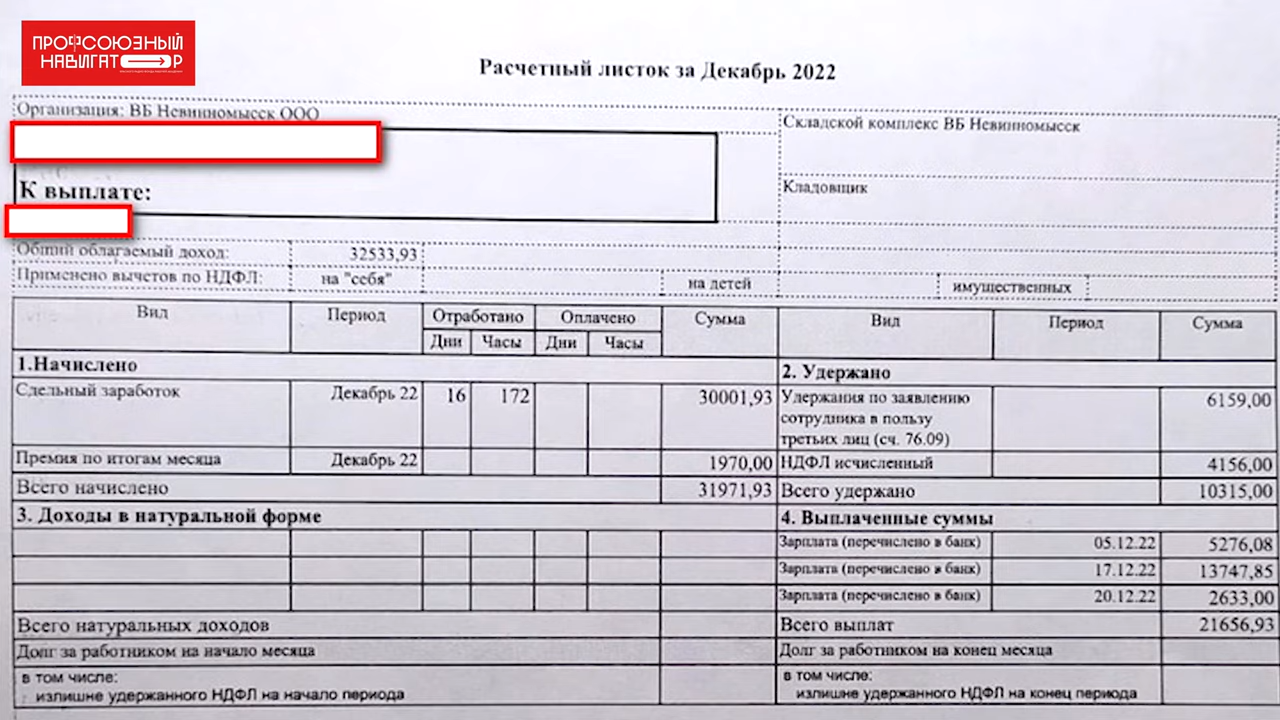 ПРОФСОЮЗНЫЙ
НАВИГАТОР
Расчетный листок за Декабрь 2022
Организация: ВБ Невинномысск ООО
Складской комплекс ВБ Невинномысск
К выплате:
Кладовщик
Общий облагаемый доход: 32533,93
Применено вычетов по НДФЛ: на "себя" на детей имущественных
Вид Период Отработано Оплачено Сумма Вид Период Сумма
Дни Часы Дни Часы
1.Начислено 2. Удержано
Сдельный заработок Декабрь 22 16 172 30001,93 Удержания по заявлению 6159,00
сотрудника в пользу
третьих лиц (сч. 76.09)
Премия по итогам месяца Декабрь 22 1970,00 НДФЛ исчисленный 4156,00
Всего начислено 31971,93 Всего удержано 10315,00
3. Доходы в натуральной форме 4. Выплаченные суммы
Зарплата (перечислено в банк) 05.12.22 5276,08
Зарплата (перечислено в банк) 17.12.22 13747,85
Зарплата (перечислено в банк) 20.12.22 2633,00
Всего натуральных доходов Всего выплат 21656,93
Долг за работником на начало месяца Долг за работником на конец месяца
в том числе: в том числе:
излишне удержанного НДФЛ на начало периода излишне удержанного НДФЛ на конец периода